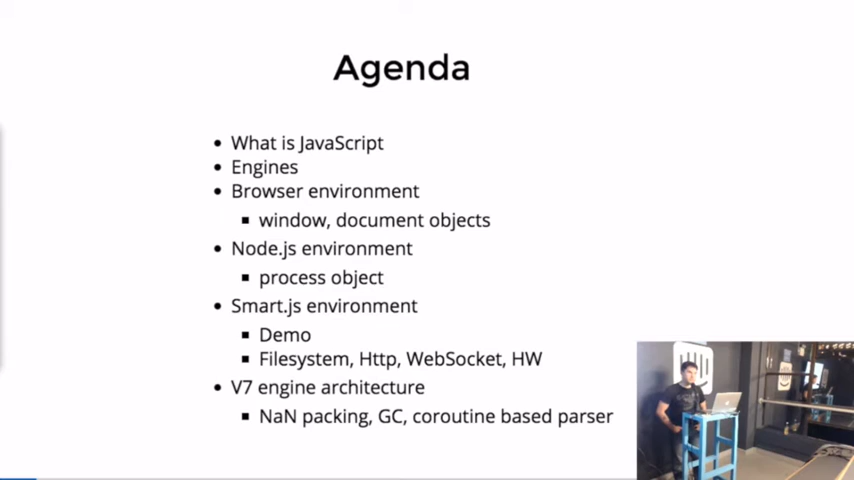 Agenda
• What is JavaScript
• Engines
• Browser environment
▪ window, document objects
• Node.js environment
▪ process object
• Smart.js environment
▪ Demo
▪ Filesystem, Http, WebSocket, HW
• V7 engine architecture
▪ NaN packing, GC, coroutine based parser